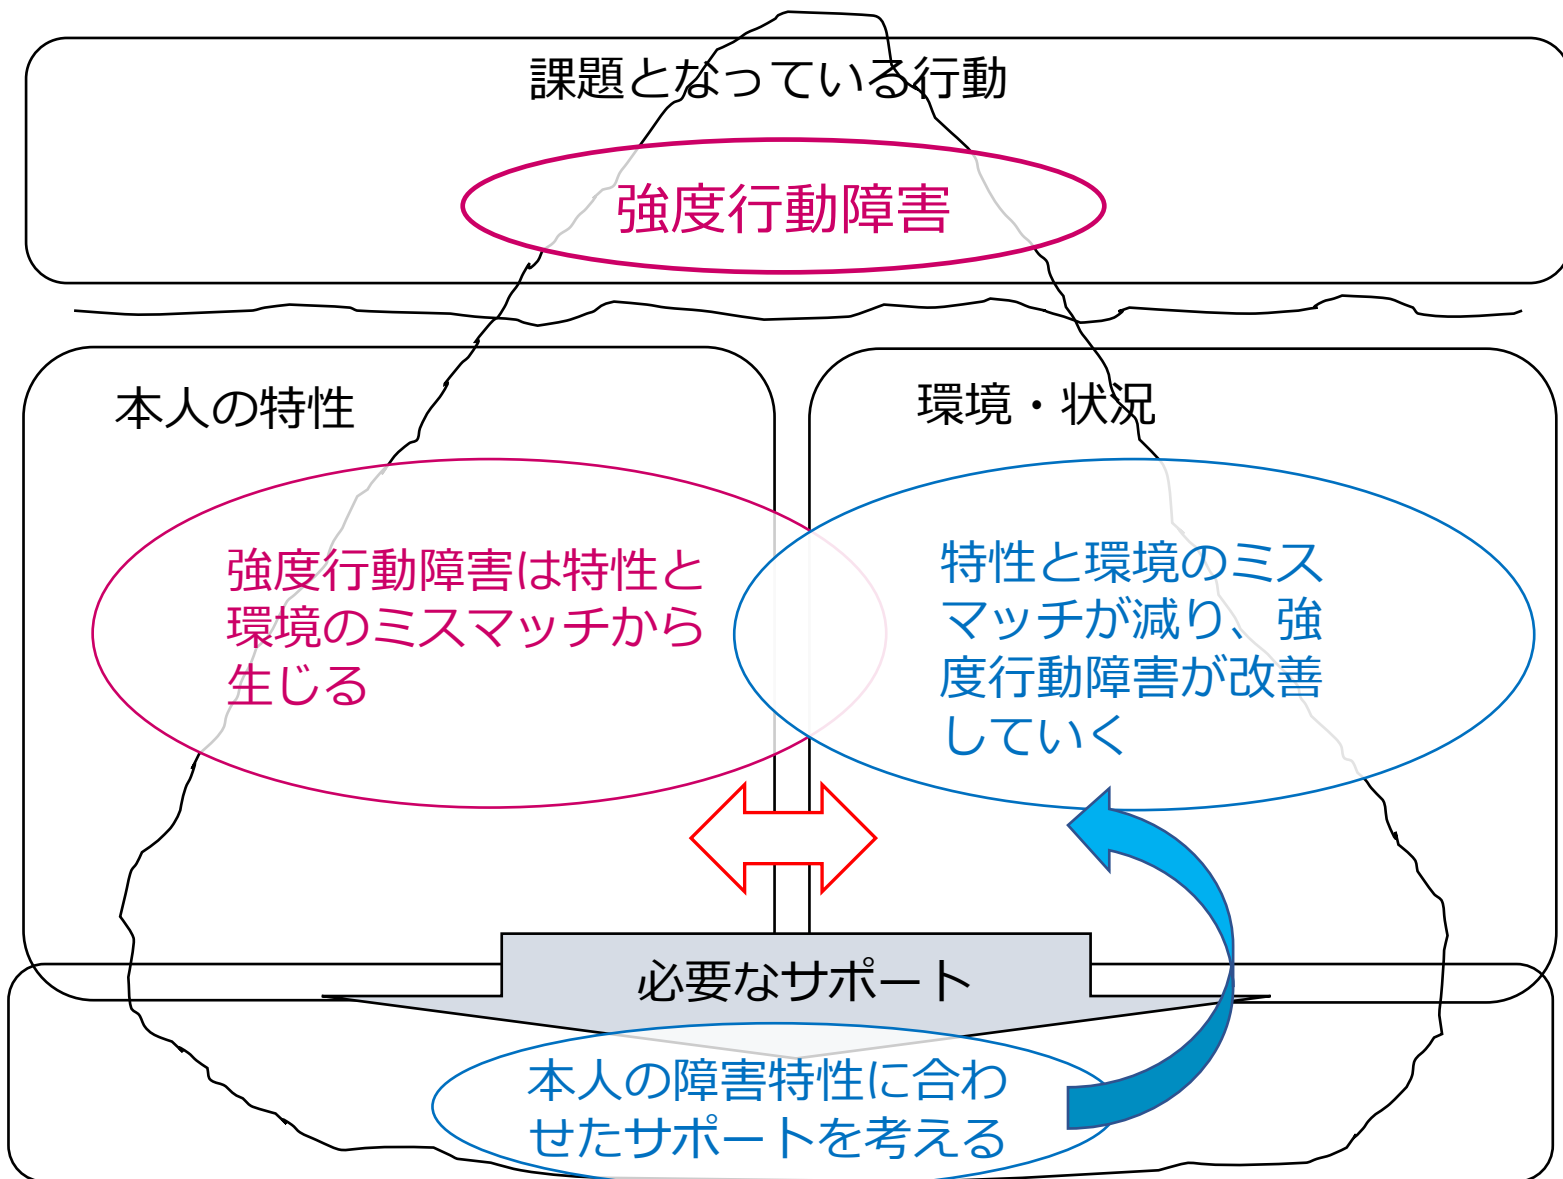 課題となっている行動
強度行動障害
本人の特性
強度行動障害は特性と
環境のミスマッチから
生じる
環境・状況
特性と環境のミス
マッチが減り、強
度行動障害が改善
していく
必要なサポート
本人の障害特性に合わ
せたサポートを考える